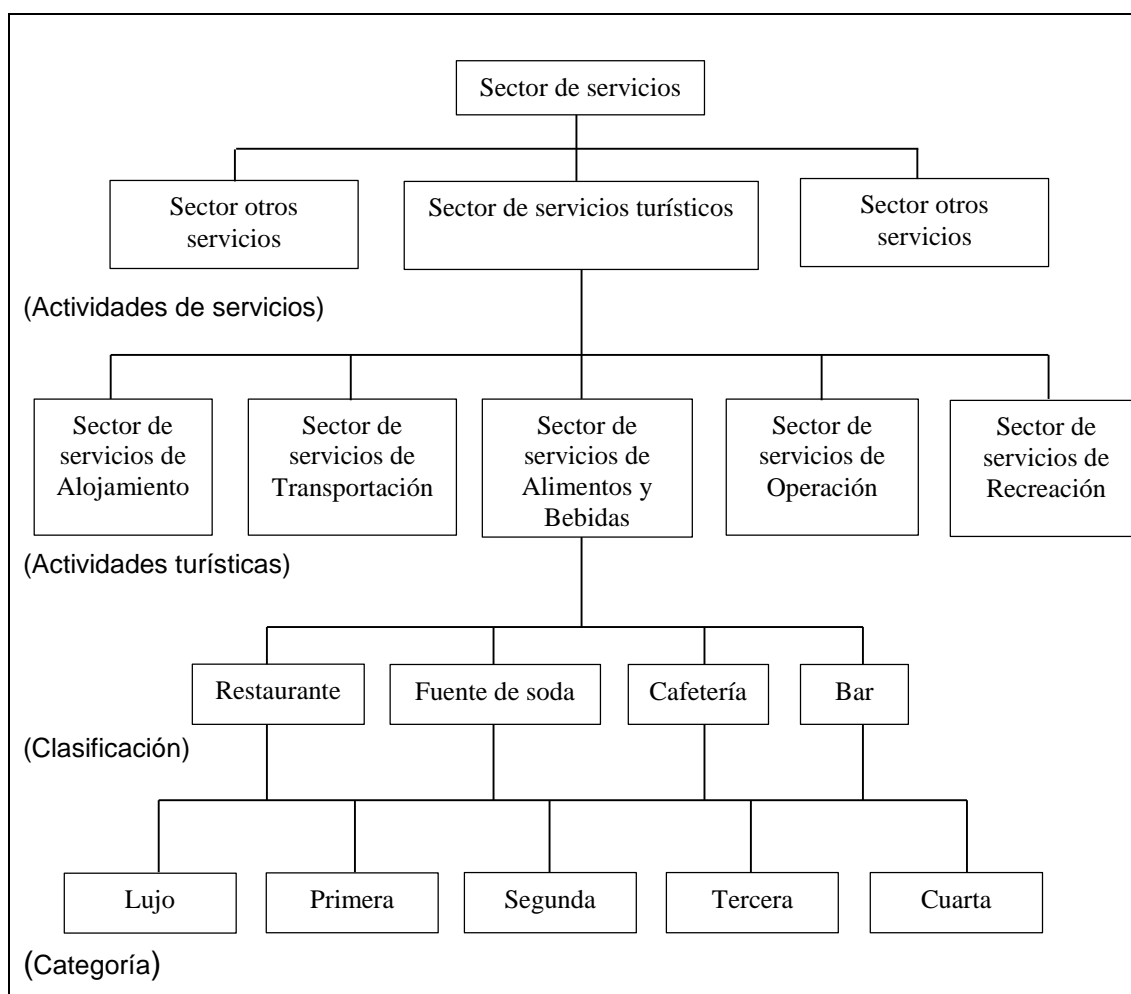 Sector de servicios
Sector otros
servicios
Sector de servicios turísticos
Sector otros
servicios
(Actividades de servicios)
Sector de
servicios de
Alojamiento
Sector de
servicios de
Transportación
Sector de
servicios de
Alimentos y
Bebidas
Sector de
servicios de
Operación
Sector de
servicios de
Recreación
(Actividades turísticas)
Restaurante
Fuente de soda
Cafetería
Bar
(Clasificación)
Lujo
Primera
Segunda
Tercera
Cuarta
(Categoría)